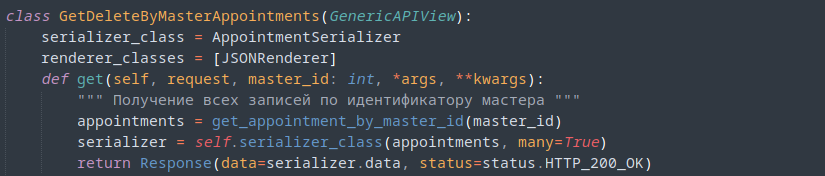 class GetDeleteByMasterAppointments(GenericAPIView):
    serializer_class = AppointmentSerializer
    renderer_classes = [JSONRenderer]
    def get(self, request, master_id: int, *args, **kwargs):
        """ Получение всех записей по идентификатору мастера """
        appointments = get_appointment_by_master_id(master_id)
        serializer = self.serializer_class(appointments, many=True)
        return Response(data=serializer.data, status=status.HTTP_200_OK)